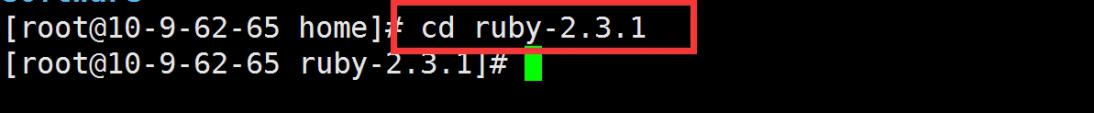 [root@10-9-62-65 home]# cd ruby-2.3.1
[root@10-9-62-65 ruby-2.3.1]#